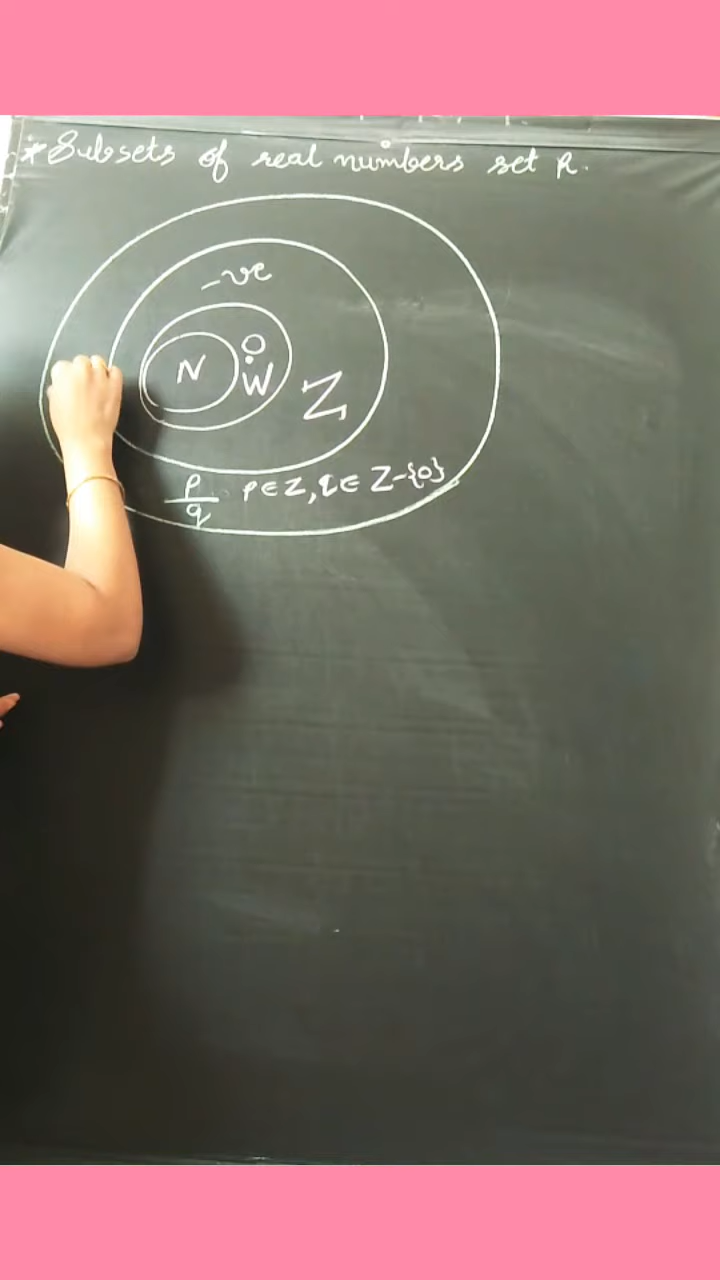 * Subsets of real numbers set R.
-ve
N 0 W Z
p/q p∈Z, q∈ Z-{0}